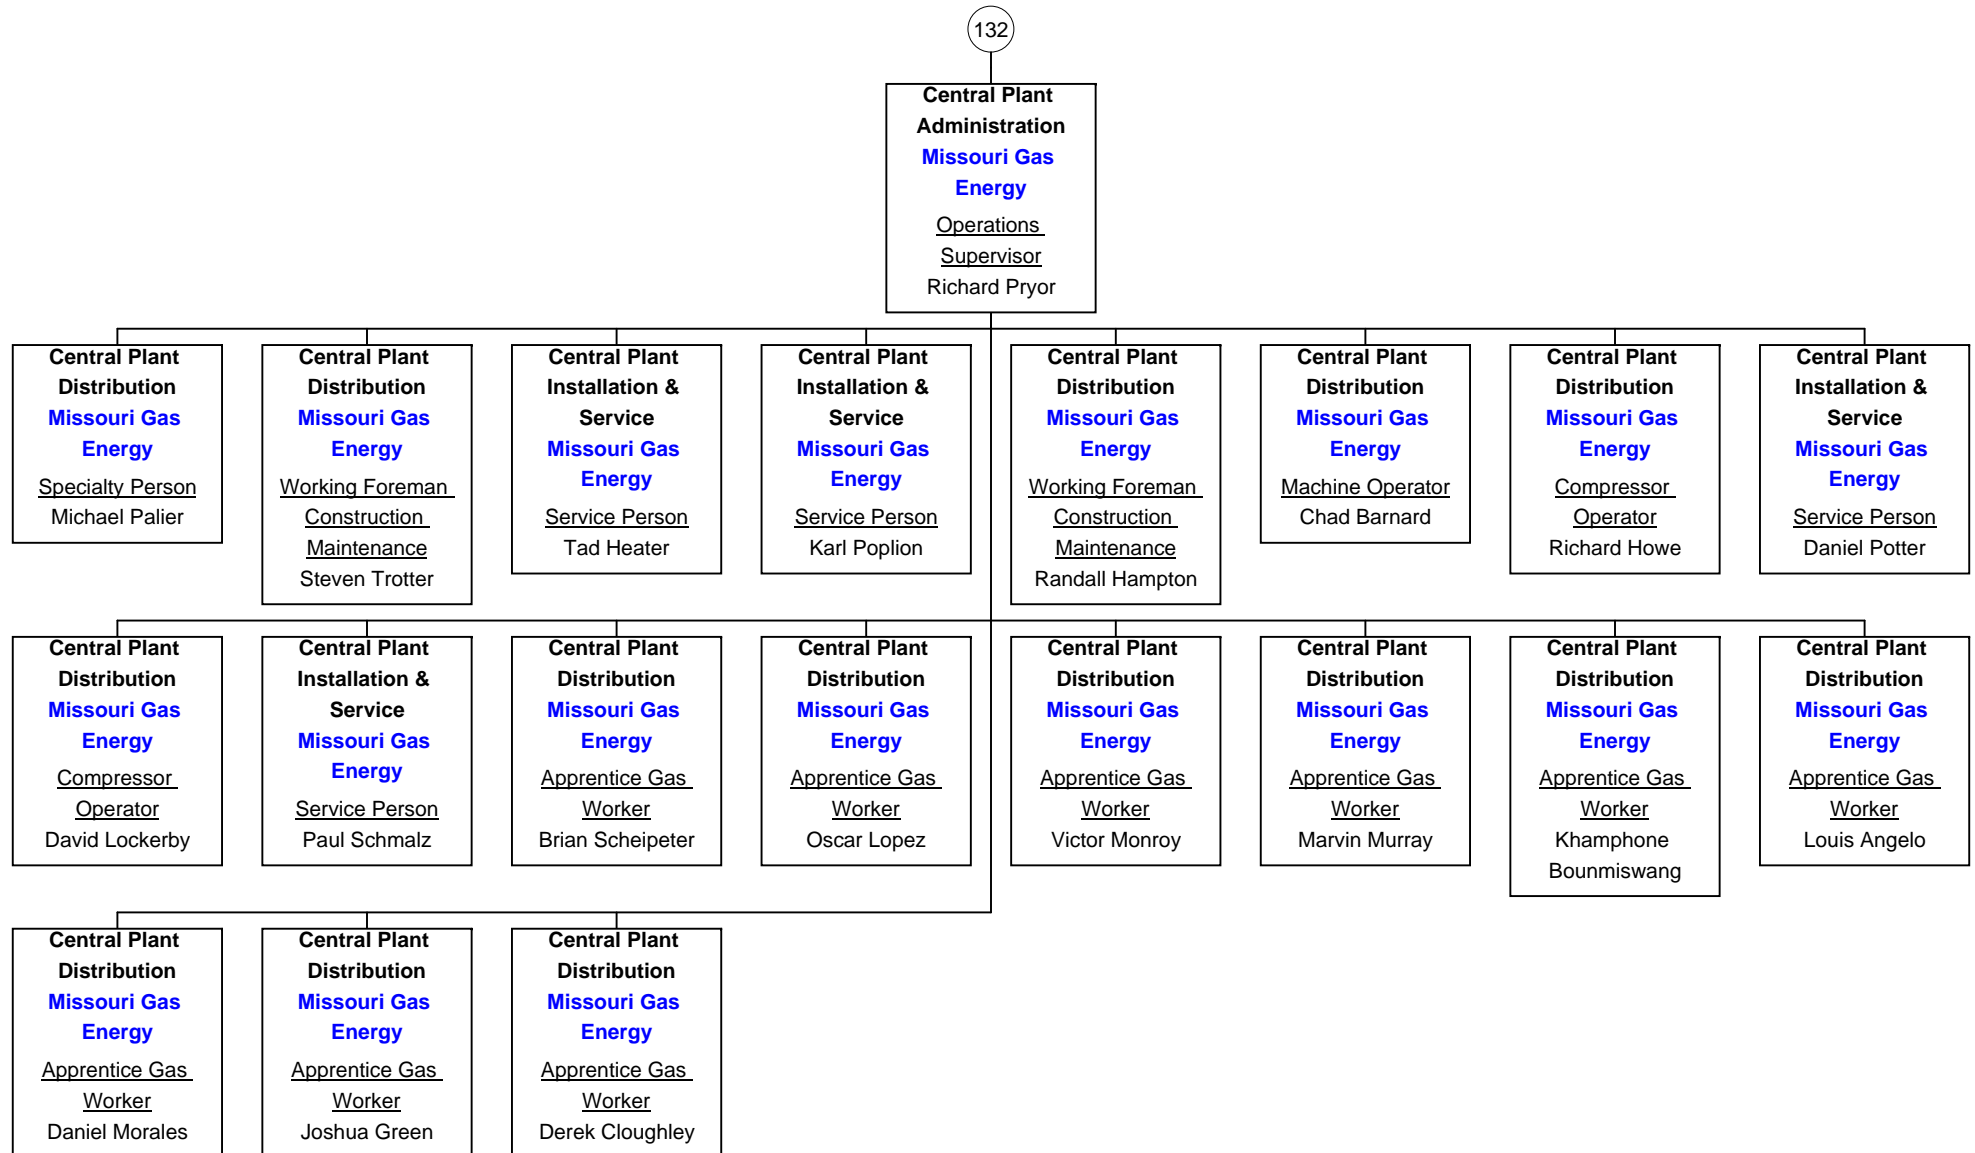 132
Central Plant
Administration
Missouri Gas
Energy
Operations
Supervisor
Richard Pryor
Central Plant
Distribution
Missouri Gas
Energy
Specialty Person
Michael Palier
Central Plant
Distribution
Missouri Gas
Energy
Working Foreman
Construction
Maintenance
Steven Trotter
Central Plant
Installation &
Service
Missouri Gas
Energy
Service Person
Tad Heater
Central Plant
Installation &
Service
Missouri Gas
Energy
Service Person
Karl Poplion
Central Plant
Distribution
Missouri Gas
Energy
Working Foreman
Construction
Maintenance
Randall Hampton
Central Plant
Distribution
Missouri Gas
Energy
Machine Operator
Chad Barnard
Central Plant
Distribution
Missouri Gas
Energy
Compressor
Operator
Richard Howe
Central Plant
Installation &
Service
Missouri Gas
Energy
Service Person
Daniel Potter
Central Plant
Distribution
Missouri Gas
Energy
Compressor
Operator
David Lockerby
Central Plant
Installation &
Service
Missouri Gas
Energy
Service Person
Paul Schmalz
Central Plant
Distribution
Missouri Gas
Energy
Apprentice Gas
Worker
Brian Scheipeter
Central Plant
Distribution
Missouri Gas
Energy
Apprentice Gas
Worker
Oscar Lopez
Central Plant
Distribution
Missouri Gas
Energy
Apprentice Gas
Worker
Victor Monroy
Central Plant
Distribution
Missouri Gas
Energy
Apprentice Gas
Worker
Marvin Murray
Central Plant
Distribution
Missouri Gas
Energy
Apprentice Gas
Worker
Khamphone
Bounmiswang
Central Plant
Distribution
Missouri Gas
Energy
Apprentice Gas
Worker
Louis Angelo
Central Plant
Distribution
Missouri Gas
Energy
Apprentice Gas
Worker
Daniel Morales
Central Plant
Distribution
Missouri Gas
Energy
Apprentice Gas
Worker
Joshua Green
Central Plant
Distribution
Missouri Gas
Energy
Apprentice Gas
Worker
Derek Cloughley